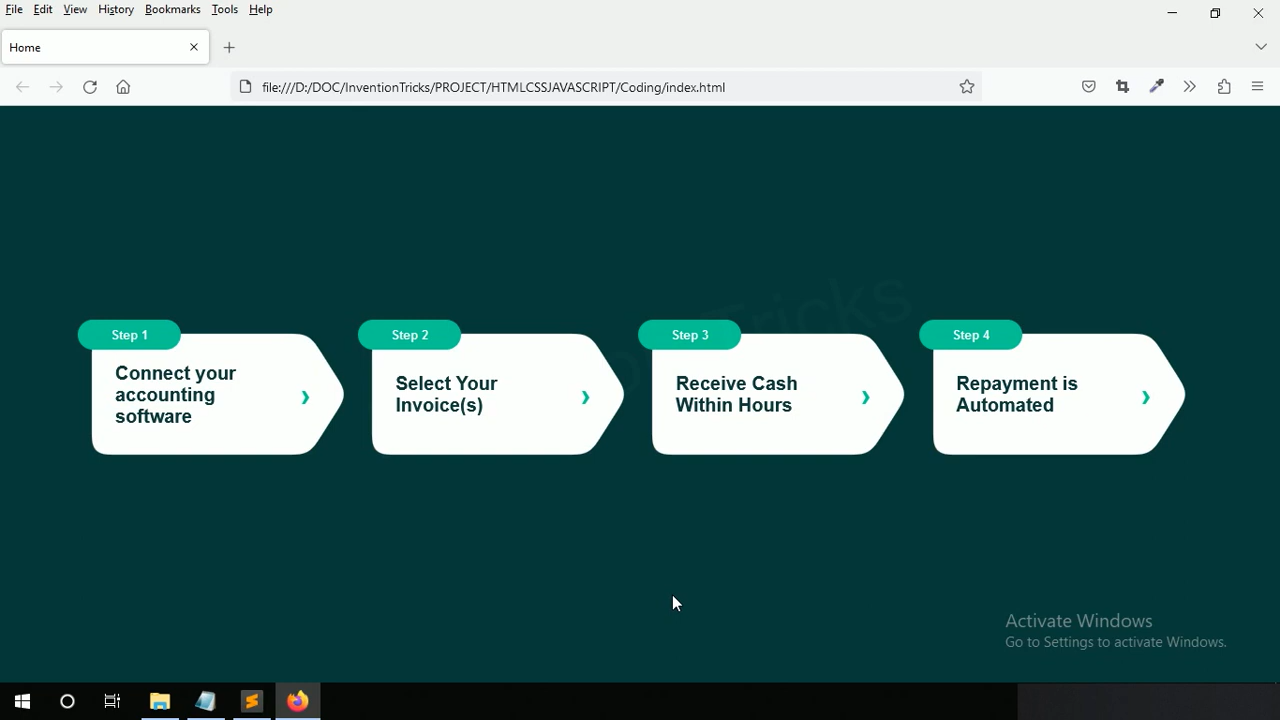 File Edit View History Bookmarks Tools Help
Home
file:///D:/DOC/InventionTricks/PROJECT/HTMLCSSJAVASCRIPT/Coding/index.html
Tricks
Step 1
Connect your
accounting
software
Step 2
Select Your
Invoice(s)
Step 3
Receive Cash
Within Hours
Step 4
Repayment is
Automated
Activate Windows
Go to Settings to activate Windows.